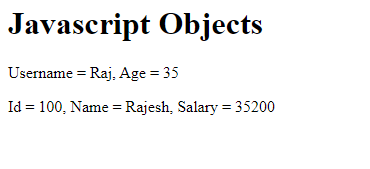 Javascript Objects
Username = Raj, Age = 35
Id = 100, Name = Rajesh, Salary = 35200